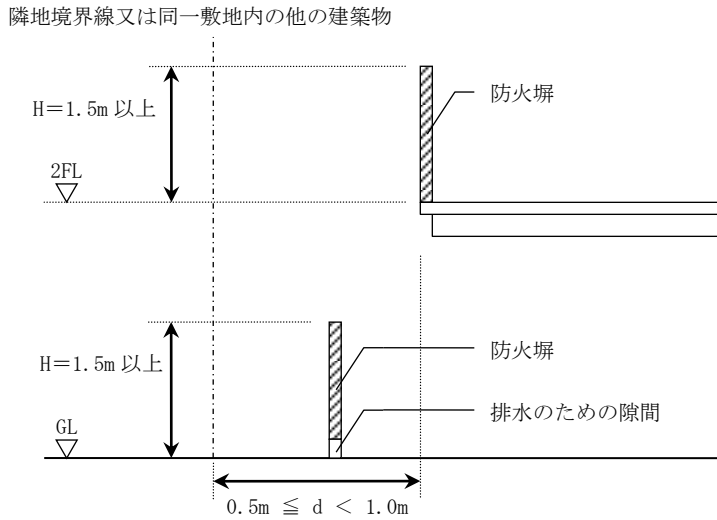 隣地境界線又は同一敷地内の他の建築物
H＝1.5m 以上
防火塀
2FL
H＝1.5m 以上
防火塀
排水のための隙間
GL
0.5m ≦ d < 1.0m